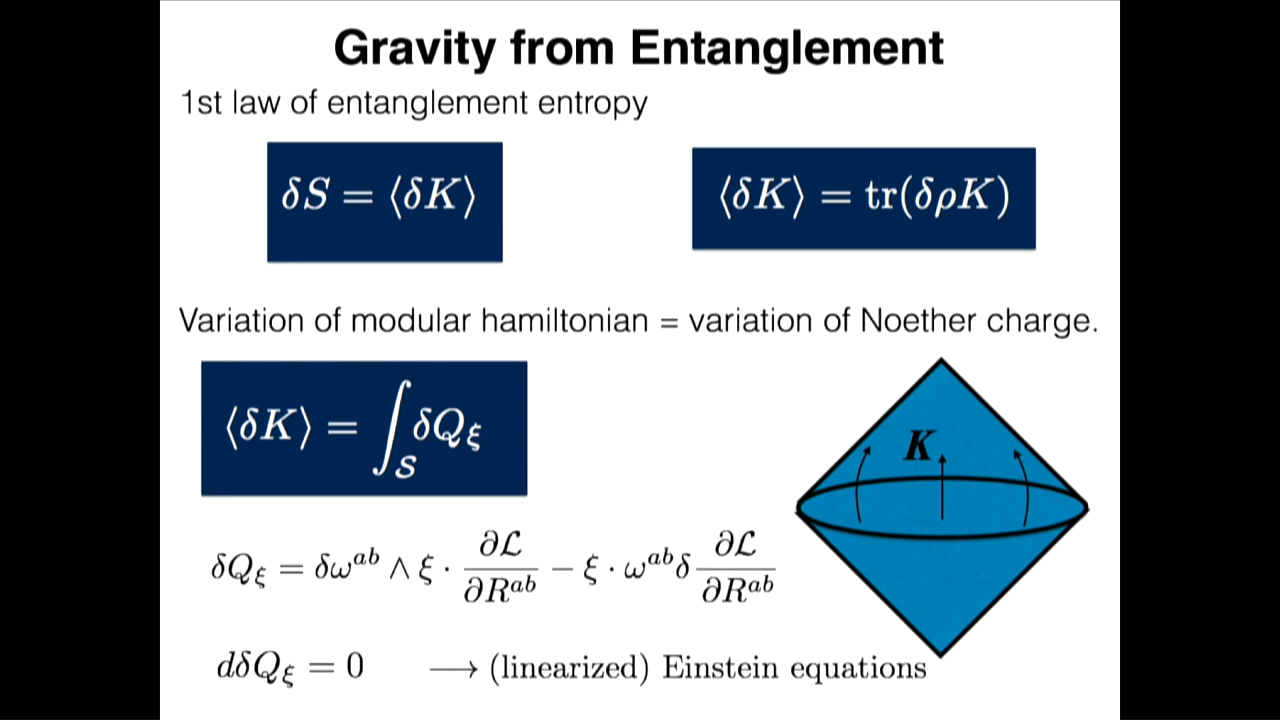 Gravity from Entanglement
1st law of entanglement entropy
δS = ⟨δK⟩
⟨δK⟩ = tr(δρK)
Variation of modular hamiltonian = variation of Noether charge.
⟨δK⟩ = ∫_S δQ_ξ
K
δQ_ξ = δω^{ab} ∧ ξ · ∂ℒ/∂R^{ab} − ξ · ω^{ab} δ ∂ℒ/∂R^{ab}
dδQ_ξ = 0 ⟶ (linearized) Einstein equations